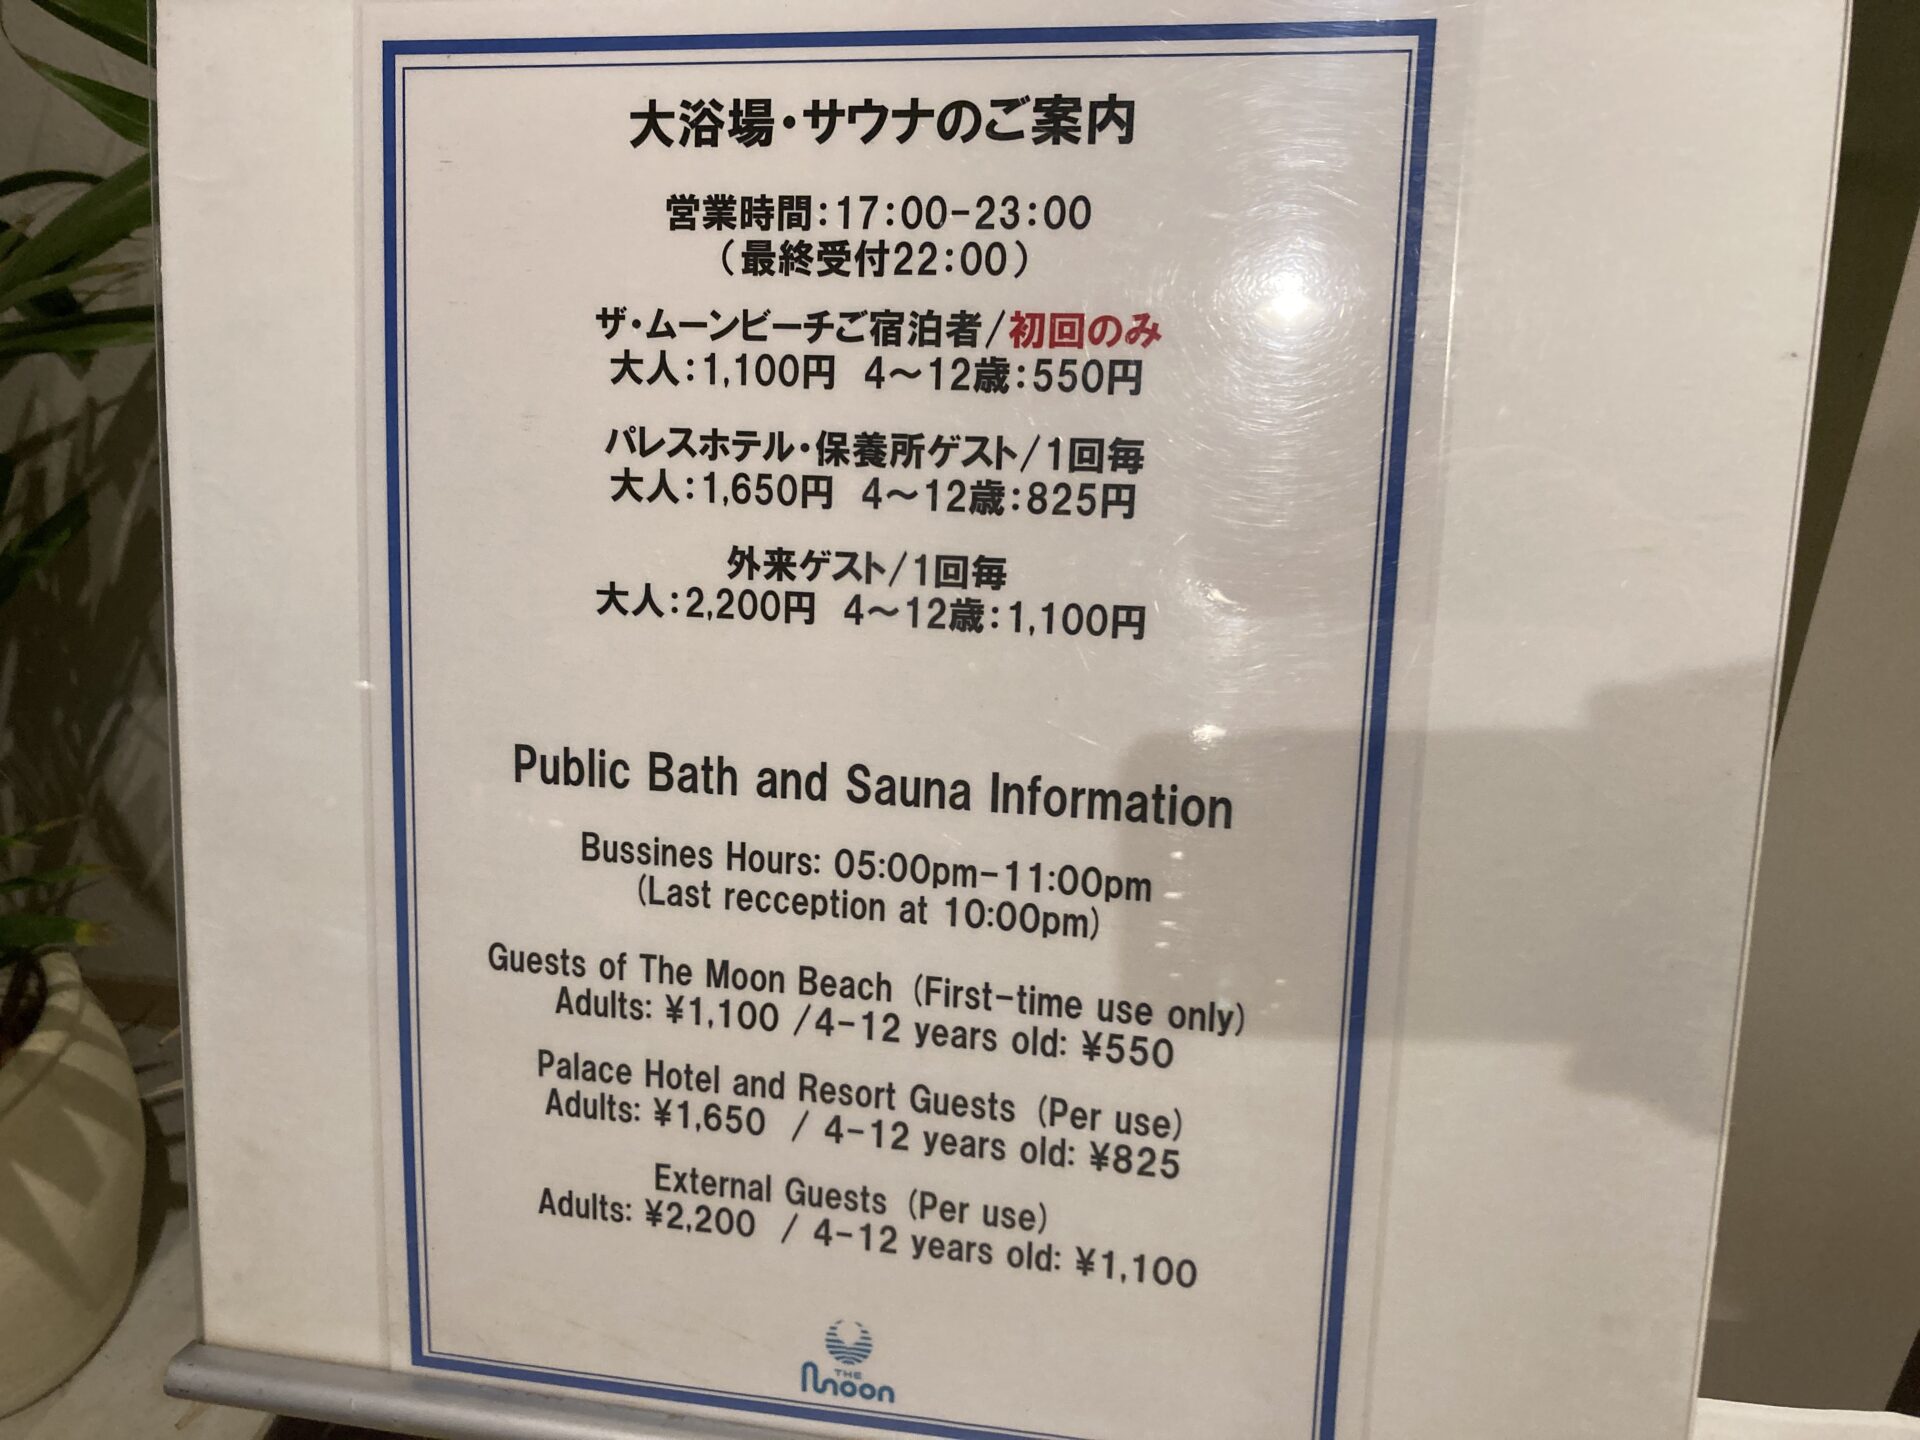 大浴場・サウナのご案内
営業時間：17：00-23：00
（最終受付22：00）
ザ・ムーンビーチご宿泊者/初回のみ
大人：1,100円 4～12歳：550円
パレスホテル・保養所ゲスト/1回毎
大人：1,650円 4～12歳：825円
外来ゲスト/1回毎
大人：2,200円 4～12歳：1,100円
Public Bath and Sauna Information
Bussines Hours: 05:00pm-11:00pm
(Last recception at 10:00pm)
Guests of The Moon Beach (First-time use only)
Adults: ¥1,100 /4-12 years old: ¥550
Palace Hotel and Resort Guests (Per use)
Adults: ¥1,650 / 4-12 years old: ¥825
External Guests (Per use)
Adults: ¥2,200 / 4-12 years old: ¥1,100
THE
moon